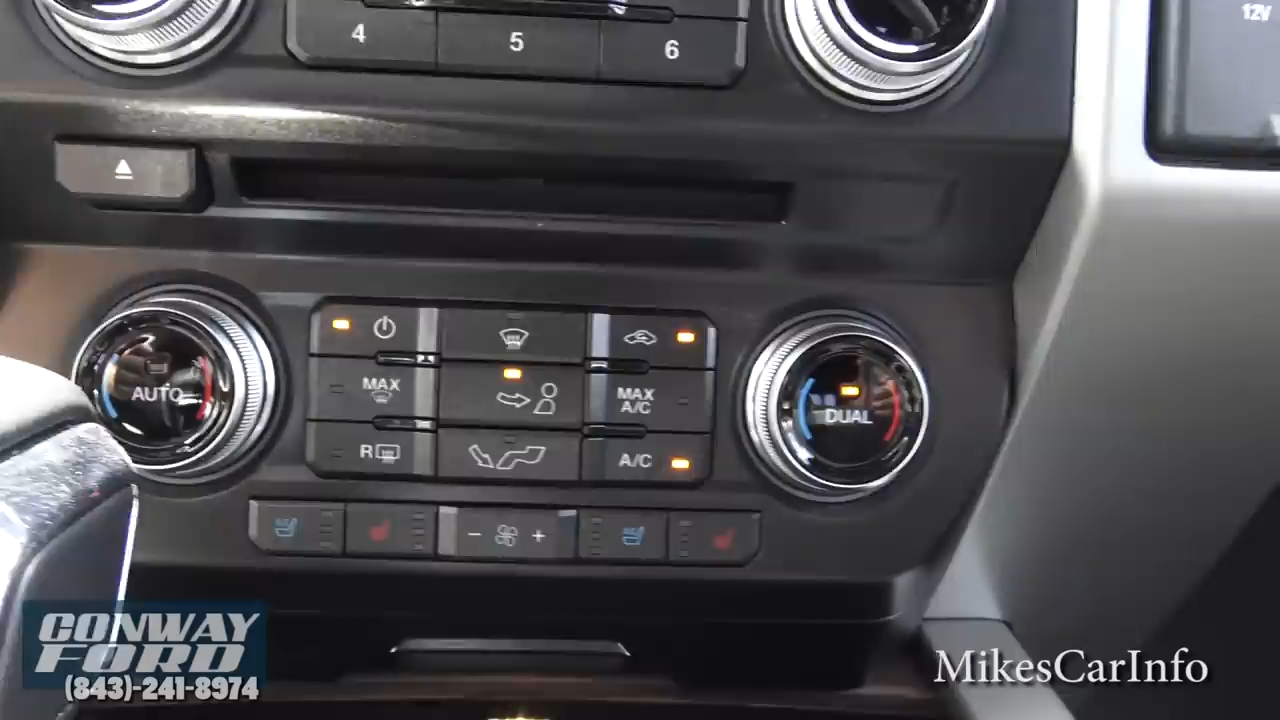 12V
4 5 6
AUTO
MAX
R
MAX
A/C
A/C
DUAL
- +
CONWAY
FORD
(843)-241-8974
MikesCarInfo